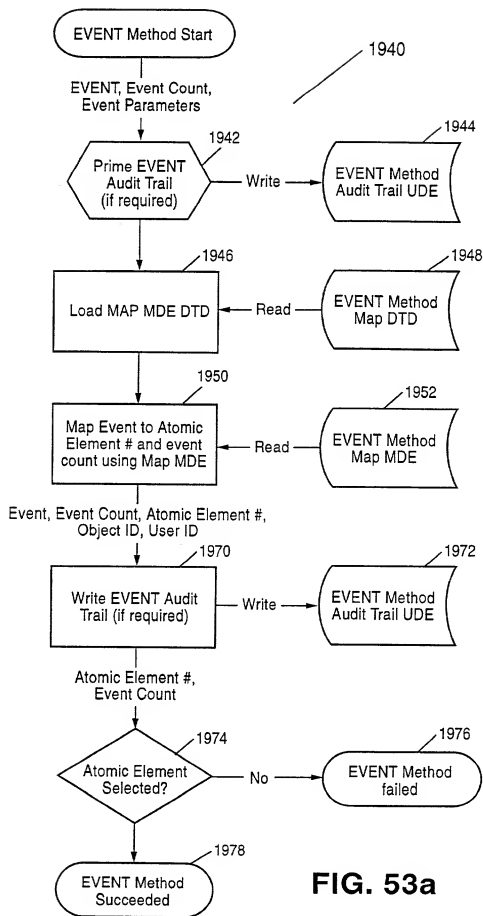 EVENT Method Start
1940
EVENT, Event Count,
Event Parameters
1942
1944
Prime EVENT
Audit Trail
(if required)
Write
EVENT Method
Audit Trail UDE
1946
1948
Load MAP MDE DTD
Read
EVENT Method
Map DTD
1950
1952
Map Event to Atomic
Element # and event
count using Map MDE
Read
EVENT Method
Map MDE
Event, Event Count, Atomic Element #,
Object ID, User ID
1970
1972
Write EVENT Audit
Trail (if required)
Write
EVENT Method
Audit Trail UDE
Atomic Element #,
Event Count
1974
1976
Atomic Element
Selected?
No
EVENT Method
failed
1978
EVENT Method
Succeeded
FIG. 53a